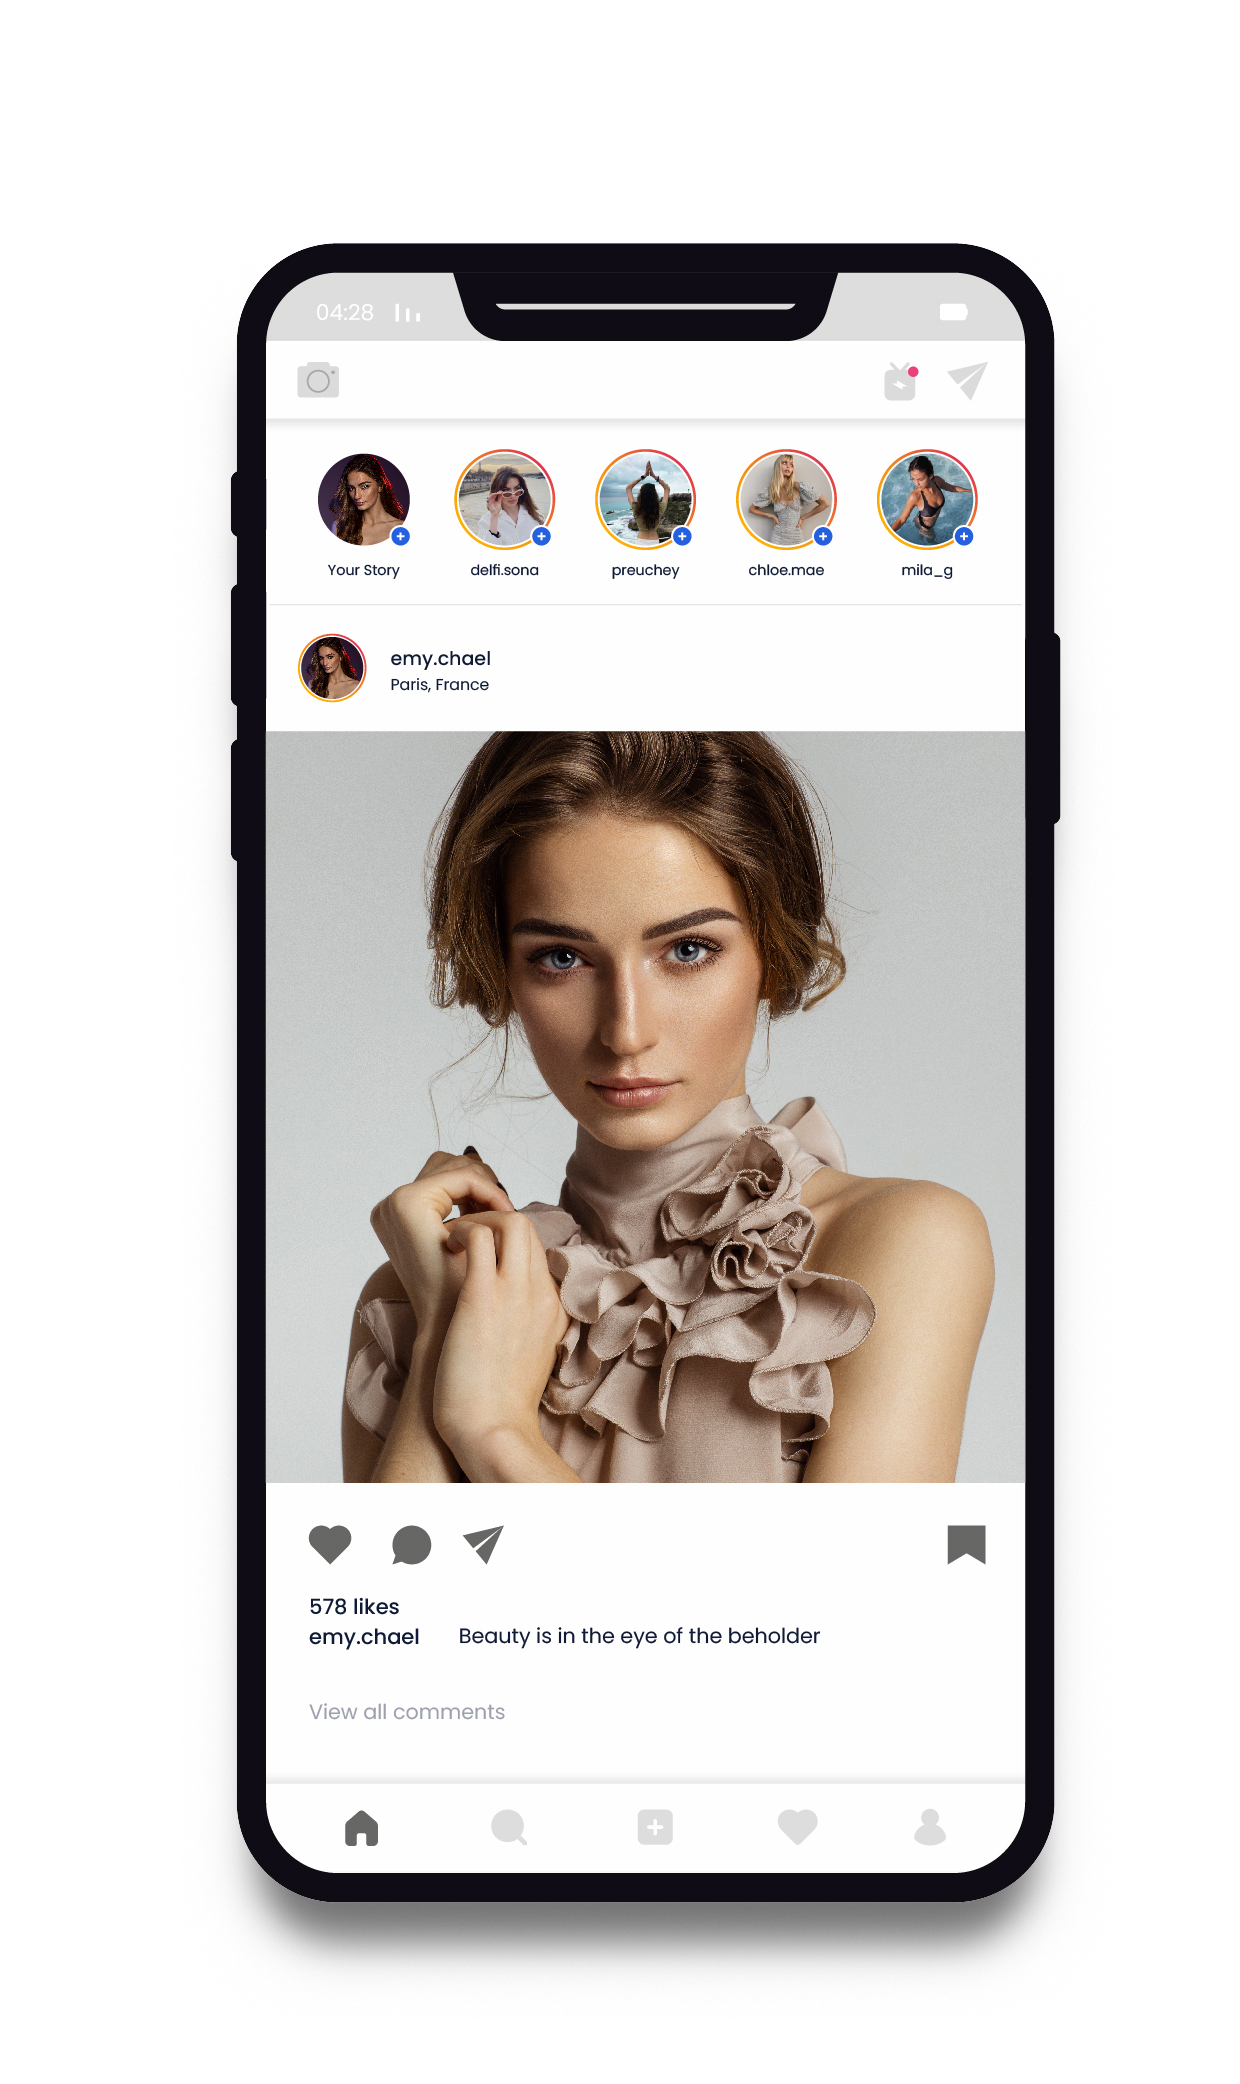 04:28
Your Story
delfi.sona
preuchey
chloe.mae
mila_g
emy.chael
Paris, France
578 likes
emy.chael Beauty is in the eye of the beholder
View all comments